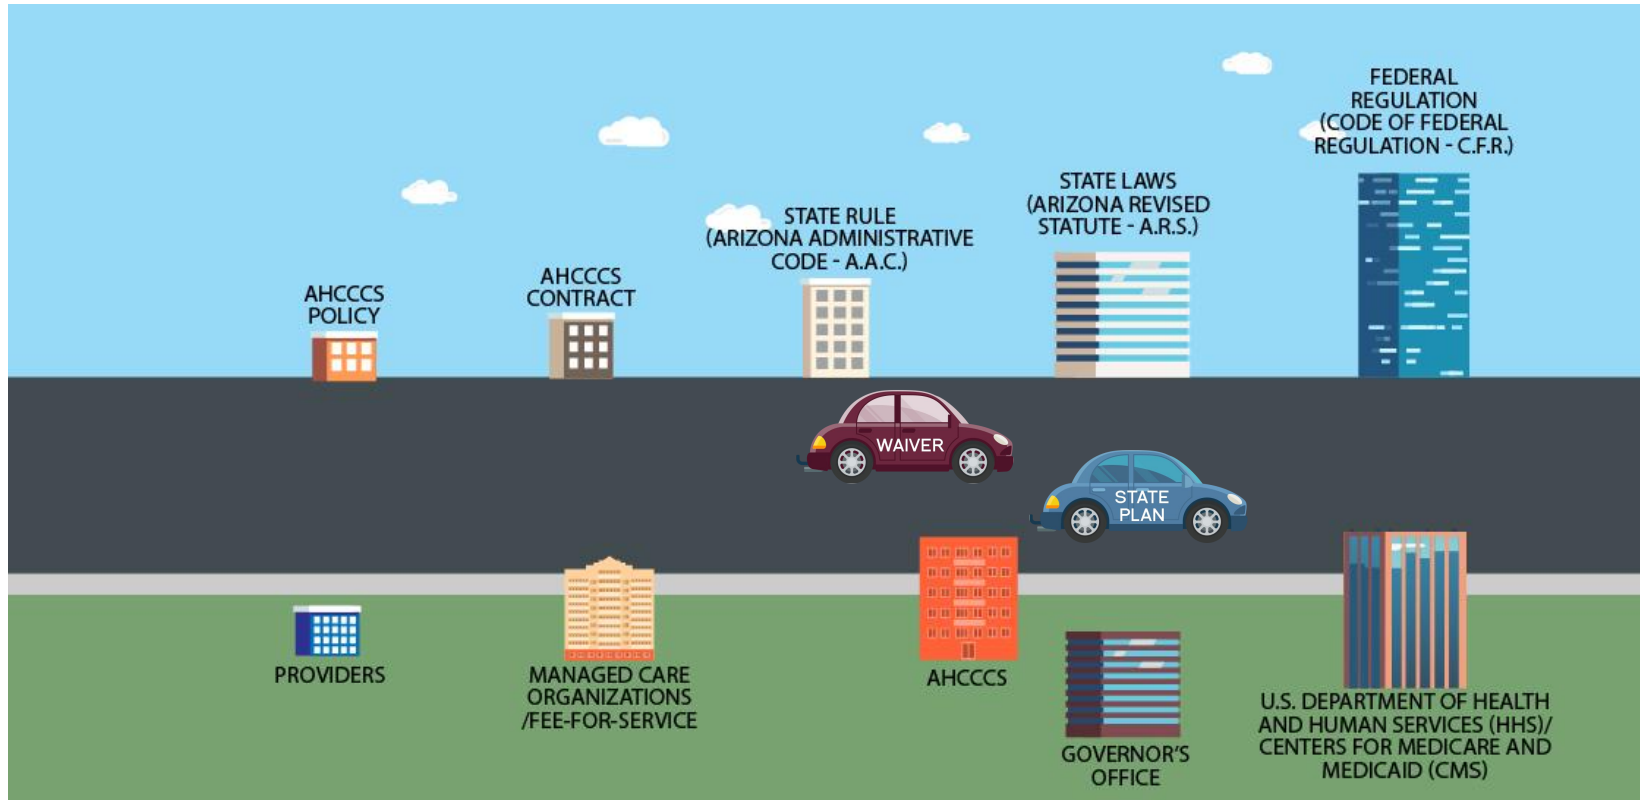 FEDERAL
REGULATION
(CODE OF FEDERAL
REGULATION - C.F.R.)
STATE LAWS
(ARIZONA REVISED
STATUTE - A.R.S.)
STATE RULE
(ARIZONA ADMINISTRATIVE
CODE - A.A.C.)
AHCCCS
CONTRACT
AHCCCS
POLICY
WAIVER
STATE
PLAN
PROVIDERS
MANAGED CARE
ORGANIZATIONS
/FEE-FOR-SERVICE
AHCCCS
GOVERNOR'S
OFFICE
U.S. DEPARTMENT OF HEALTH
AND HUMAN SERVICES (HHS)/
CENTERS FOR MEDICARE AND
MEDICAID (CMS)